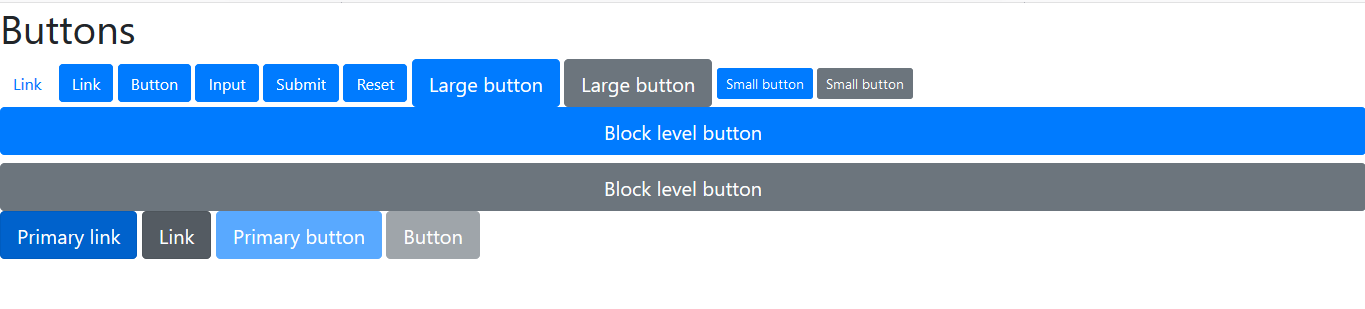 Buttons
Link Link Button Input Submit Reset Large button Large button Small button Small button
Block level button
Block level button
Primary link Link Primary button Button